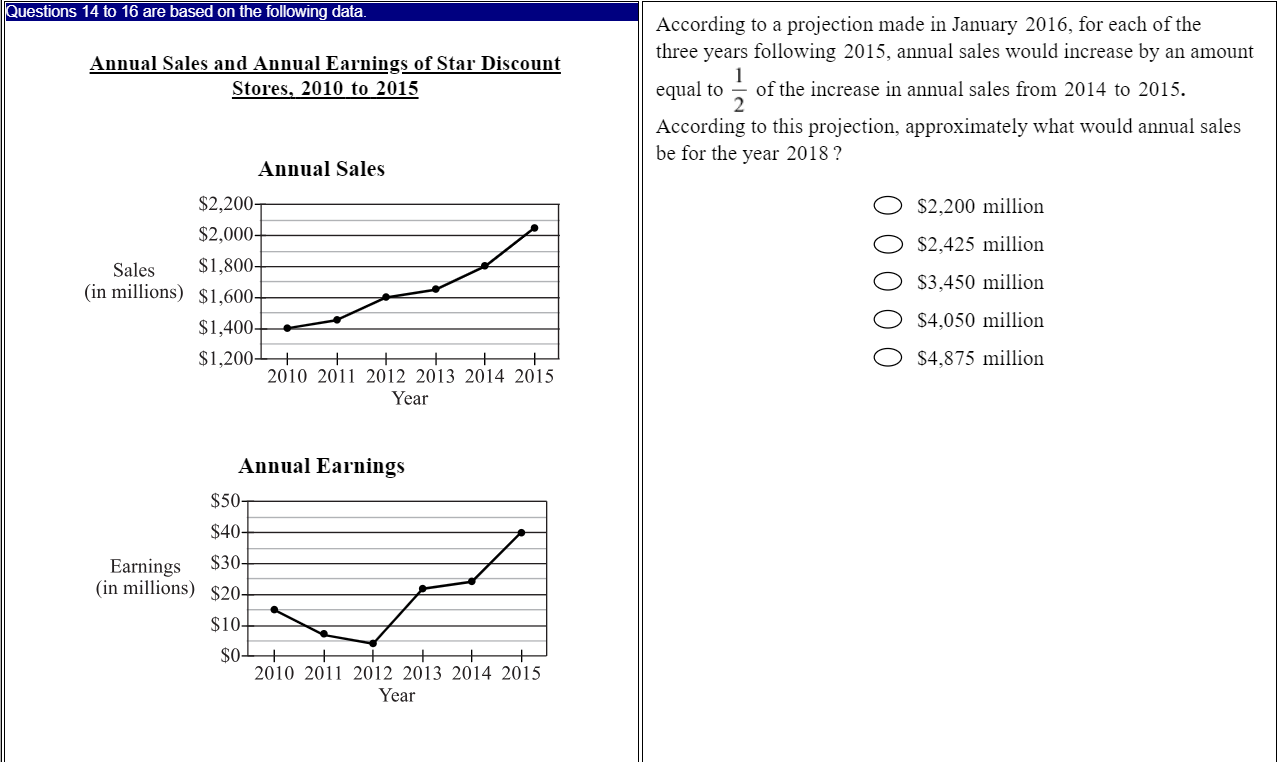 Questions 14 to 16 are based on the following data.
Annual Sales and Annual Earnings of Star Discount
Stores, 2010 to 2015
Annual Sales
$2,200
$2,000
$1,800
$1,600
$1,400
$1,200
Sales
(in millions)
2010 2011 2012 2013 2014 2015
Year
Annual Earnings
$50
$40
$30
$20
$10
$0
Earnings
(in millions)
2010 2011 2012 2013 2014 2015
Year
According to a projection made in January 2016, for each of the
three years following 2015, annual sales would increase by an amount
equal to 1/2 of the increase in annual sales from 2014 to 2015.
According to this projection, approximately what would annual sales
be for the year 2018 ?
$2,200 million
$2,425 million
$3,450 million
$4,050 million
$4,875 million